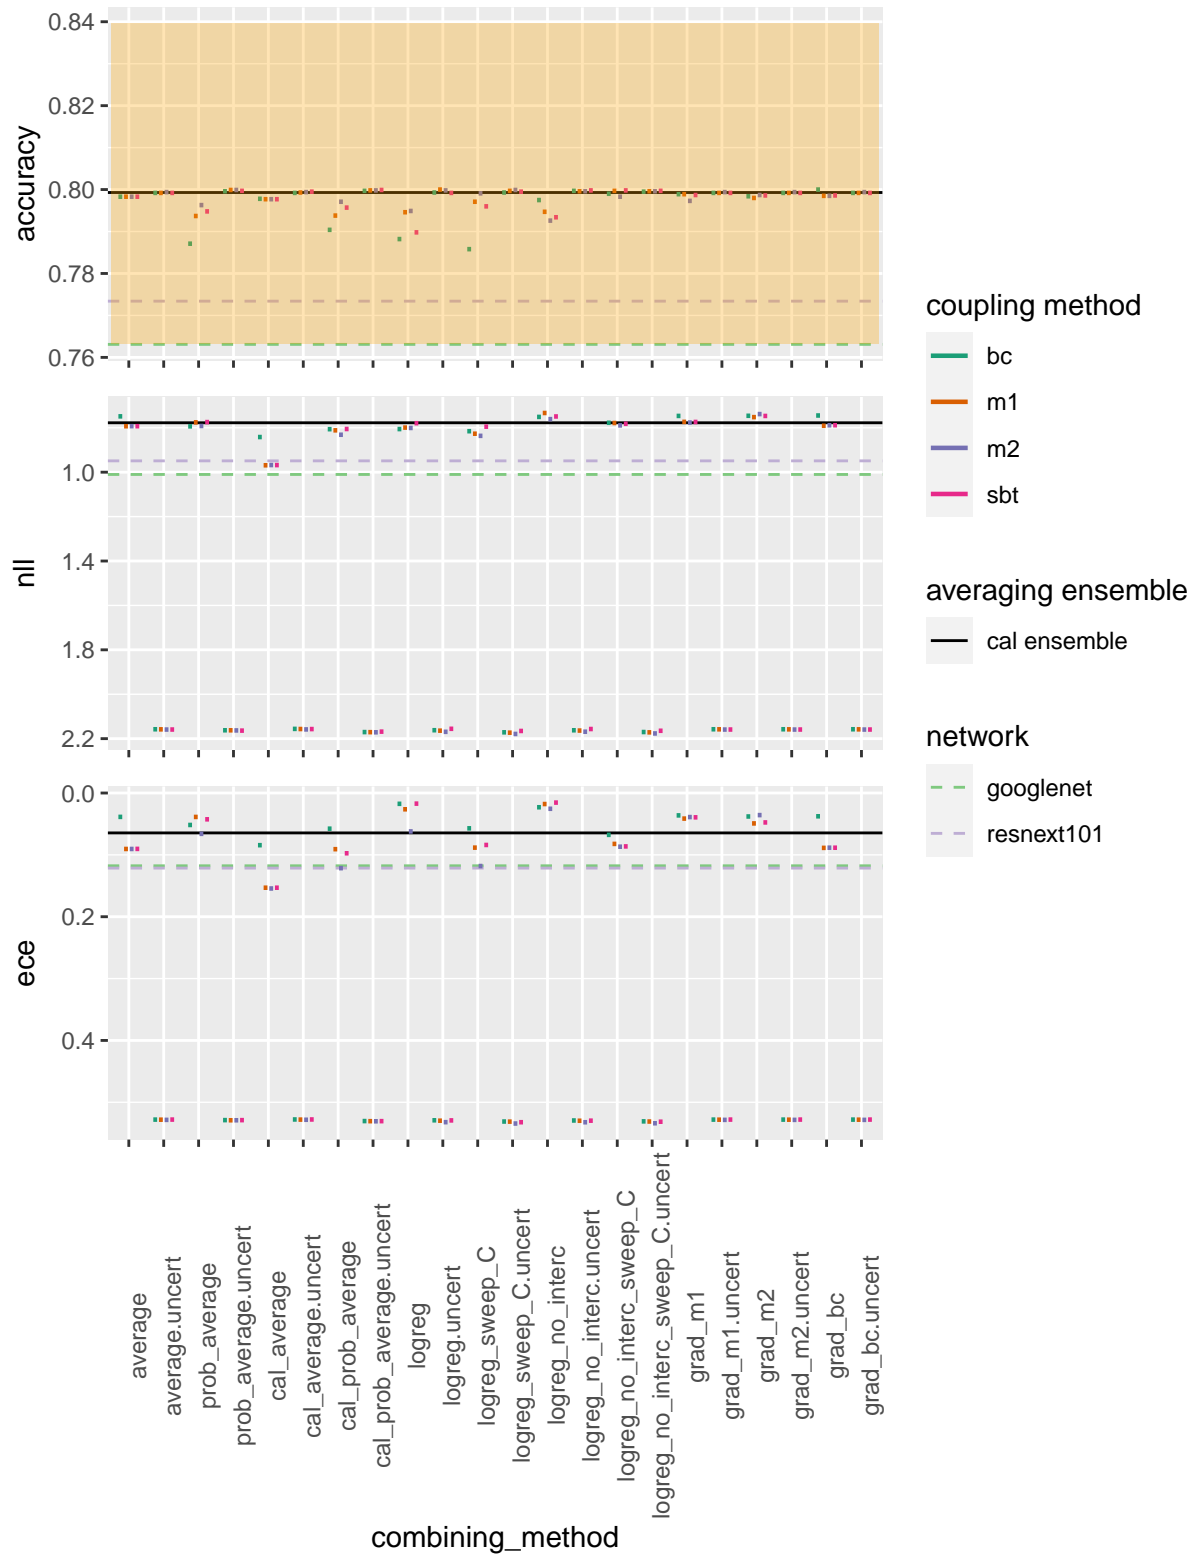 accuracy
0.84
0.82
0.80
0.78
0.76
nll
1.0
1.4
1.8
2.2
ece
0.0
0.2
0.4
average
average.uncert
prob_average
prob_average.uncert
cal_average
cal_average.uncert
cal_prob_average
cal_prob_average.uncert
logreg
logreg.uncert
logreg_sweep_C
logreg_sweep_C.uncert
logreg_no_interc
logreg_no_interc.uncert
logreg_no_interc_sweep_C
logreg_no_interc_sweep_C.uncert
grad_m1
grad_m1.uncert
grad_m2
grad_m2.uncert
grad_bc
grad_bc.uncert
combining_method
coupling method
bc
m1
m2
sbt
averaging ensemble
cal ensemble
network
googlenet
resnext101